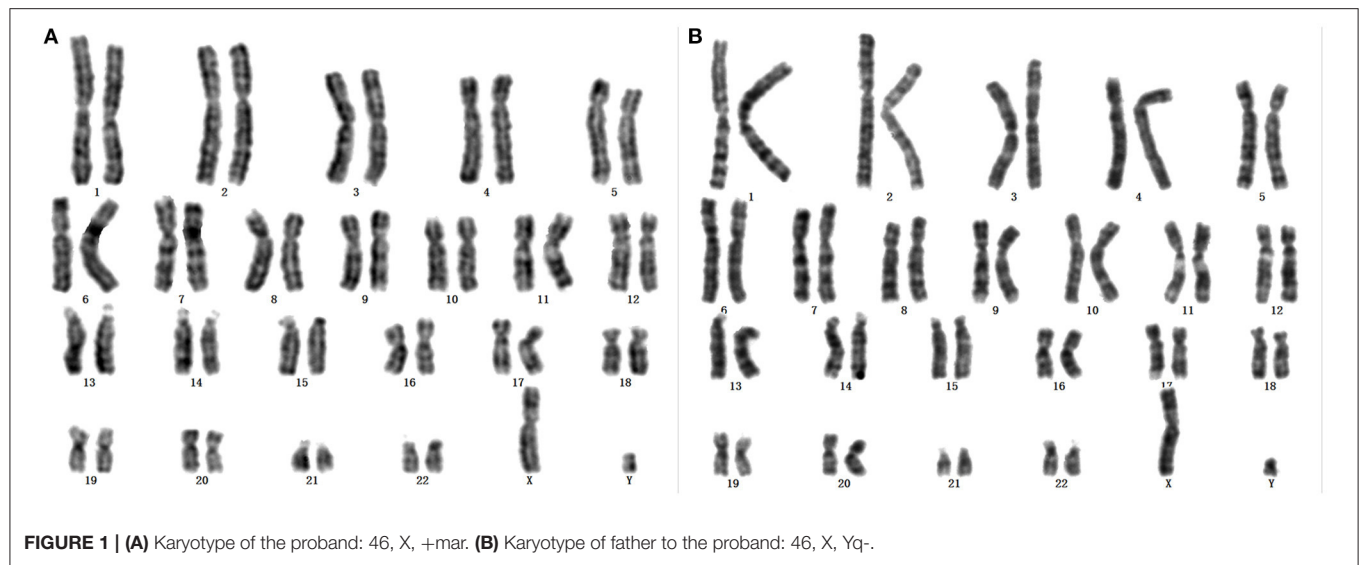 A
1 2 3 4 5
6 7 8 9 10 11 12
13 14 15 16 17 18
19 20 21 22 X Y
B
1 2 3 4 5
6 7 8 9 10 11 12
13 14 15 16 17 18
19 20 21 22 X Y
FIGURE 1 | (A) Karyotype of the proband: 46, X, +mar. (B) Karyotype of father to the proband: 46, X, Yq-.